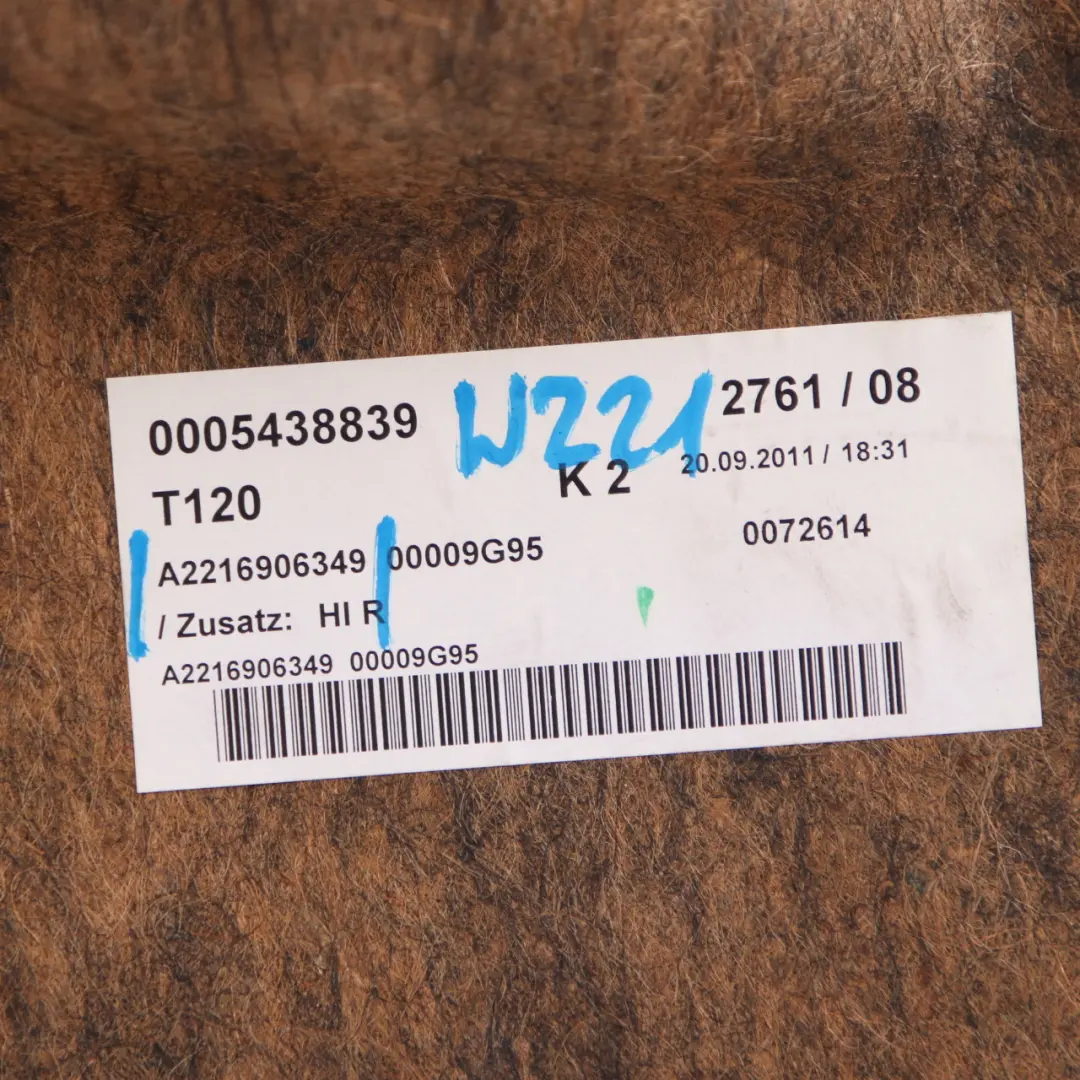 0005438839 W221 2761 / 08
T120 K 2 20.09.2011 / 18:31
A2216906349 00009G95 0072614
/ Zusatz: HI R
A2216906349 00009G95